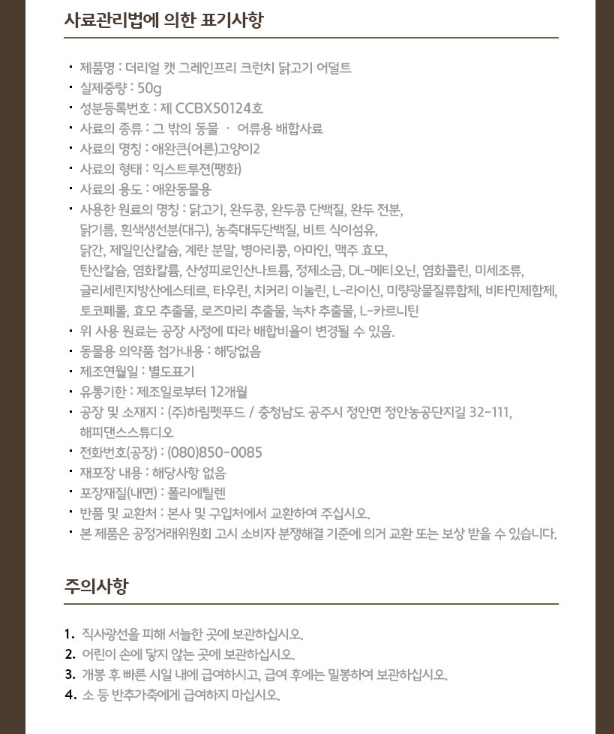 사료관리법에 의한 표기사항
· 제품명 : 더리얼 캣 그레인프리 크런치 닭고기 어덜트
· 실제중량 : 50g
· 성분등록번호 : 제 CCBX50124호
· 사료의 종류 : 그 밖의 동물 · 어류용 배합사료
· 사료의 명칭 : 애완큰(어른)고양이2
· 사료의 형태 : 익스트루젼(팽화)
· 사료의 용도 : 애완동물용
· 사용한 원료의 명칭 : 닭고기, 완두콩, 완두콩 단백질, 완두 전분,
닭기름, 흰색생선분(대구), 농축대두단백질, 비트 식이섬유,
닭간, 제일인산칼슘, 계란 분말, 병아리콩, 아마인, 맥주 효모,
탄산칼슘, 염화칼륨, 산성피로인산나트륨, 정제소금, DL-메티오닌, 염화콜린, 미세조류,
글리세린지방산에스테르, 타우린, 치커리 이눌린, L-라이신, 미량광물질류합제, 비타민제합제,
토코페롤, 효모 추출물, 로즈마리 추출물, 녹차 추출물, L-카르니틴
· 위 사용 원료는 공장 사정에 따라 배합비율이 변경될 수 있음.
· 동물용 의약품 첨가내용 : 해당없음
· 제조연월일 : 별도표기
· 유통기한 : 제조일로부터 12개월
· 공장 및 소재지 : (주)하림펫푸드 / 충청남도 공주시 정안면 정안농공단지길 32-111,
해피댄스스튜디오
· 전화번호(공장) : (080)850-0085
· 재포장 내용 : 해당사항 없음
· 포장재질(내면) : 폴리에틸렌
· 반품 및 교환처 : 본사 및 구입처에서 교환하여 주십시오.
· 본 제품은 공정거래위원회 고시 소비자 분쟁해결 기준에 의거 교환 또는 보상 받을 수 있습니다.
주의사항
1. 직사광선을 피해 서늘한 곳에 보관하십시오.
2. 어린이 손에 닿지 않는 곳에 보관하십시오.
3. 개봉 후 빠른 시일 내에 급여하시고, 급여 후에는 밀봉하여 보관하십시오.
4. 소 등 반추가축에게 급여하지 마십시오.